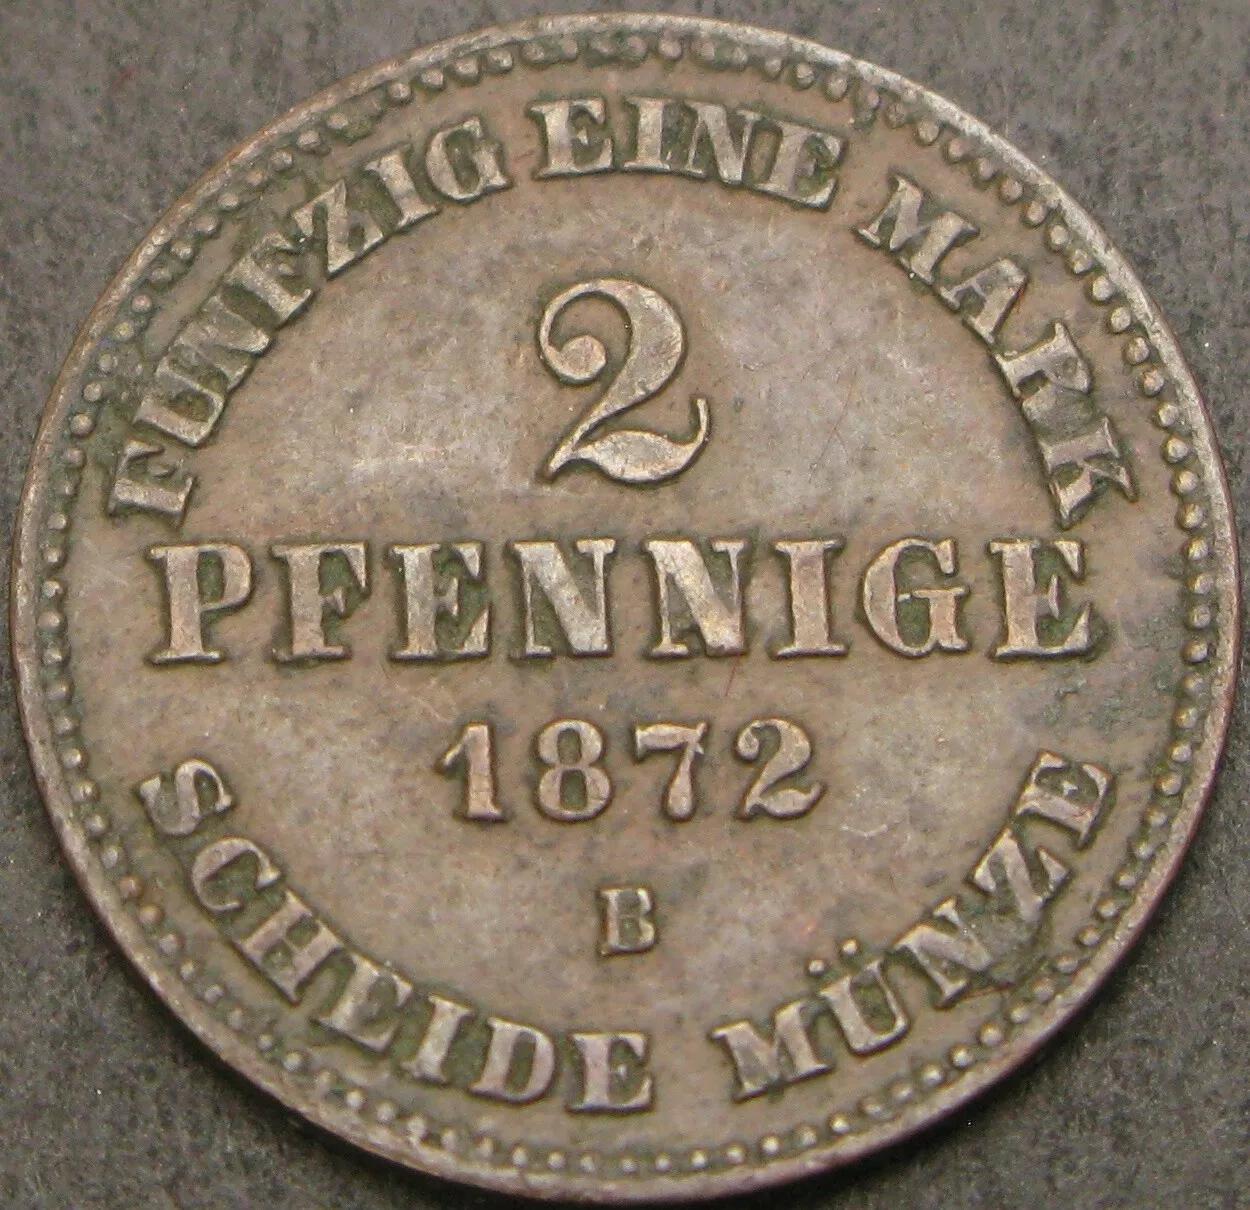 FUNFZIG EINE MARK
2
PFENNIGE
1872
B
SCHEIDE MÜNZE